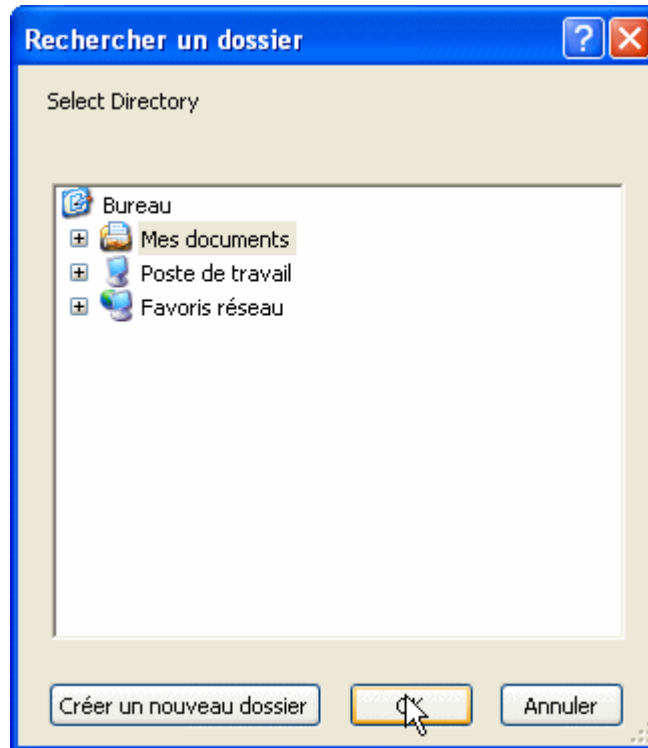 Rechercher un dossier
Select Directory
Bureau
Mes documents
Poste de travail
Favoris réseau
Créer un nouveau dossier
Annuler